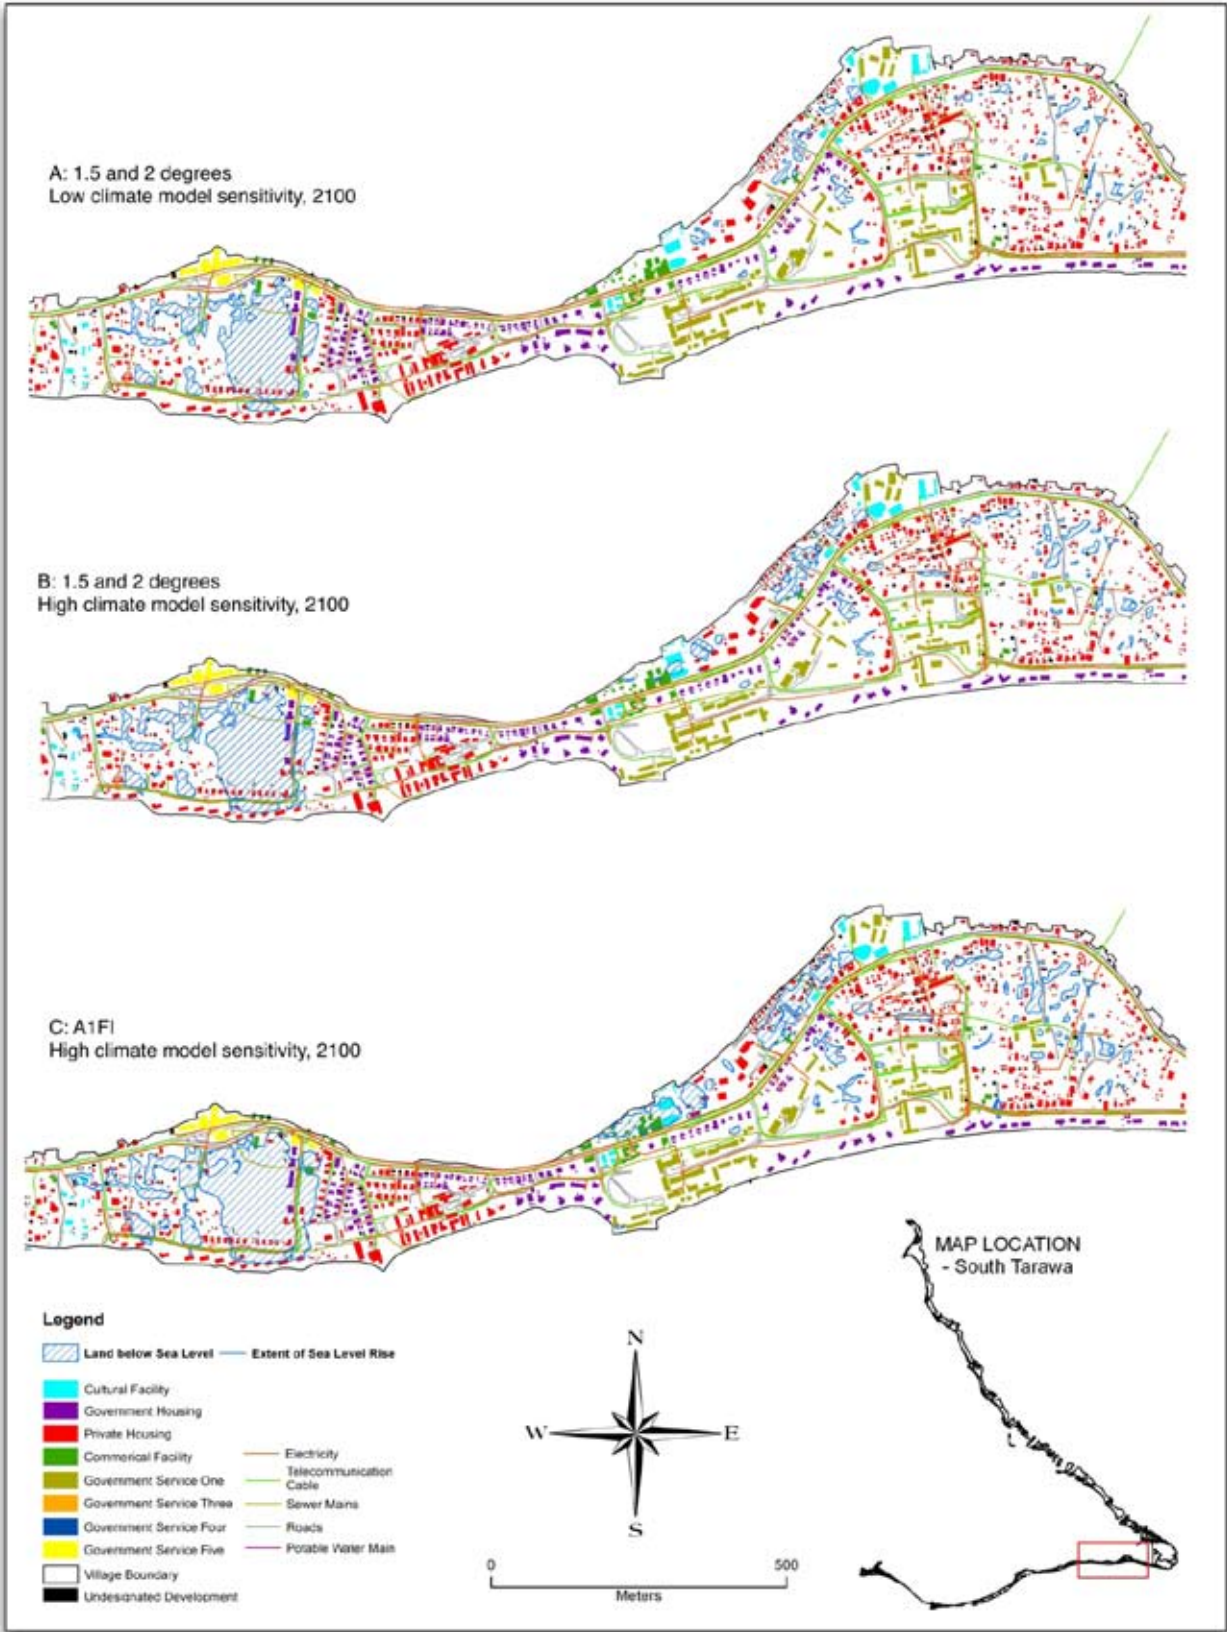 A: 1.5 and 2 degrees
Low climate model sensitivity, 2100
B: 1.5 and 2 degrees
High climate model sensitivity, 2100
C: A1FI
High climate model sensitivity, 2100
MAP LOCATION
- South Tarawa
Legend
Land below Sea Level
Extent of Sea Level Rise
Cultural Facility
Government Housing
Private Housing
Commerical Facility
Government Service One
Government Service Three
Government Service Four
Government Service Five
Village Boundary
Undesignated Development
Electricity
Telecommunication
Cable
Sewer Mains
Roads
Potable Water Main
N
W
E
S
0
500
Meters